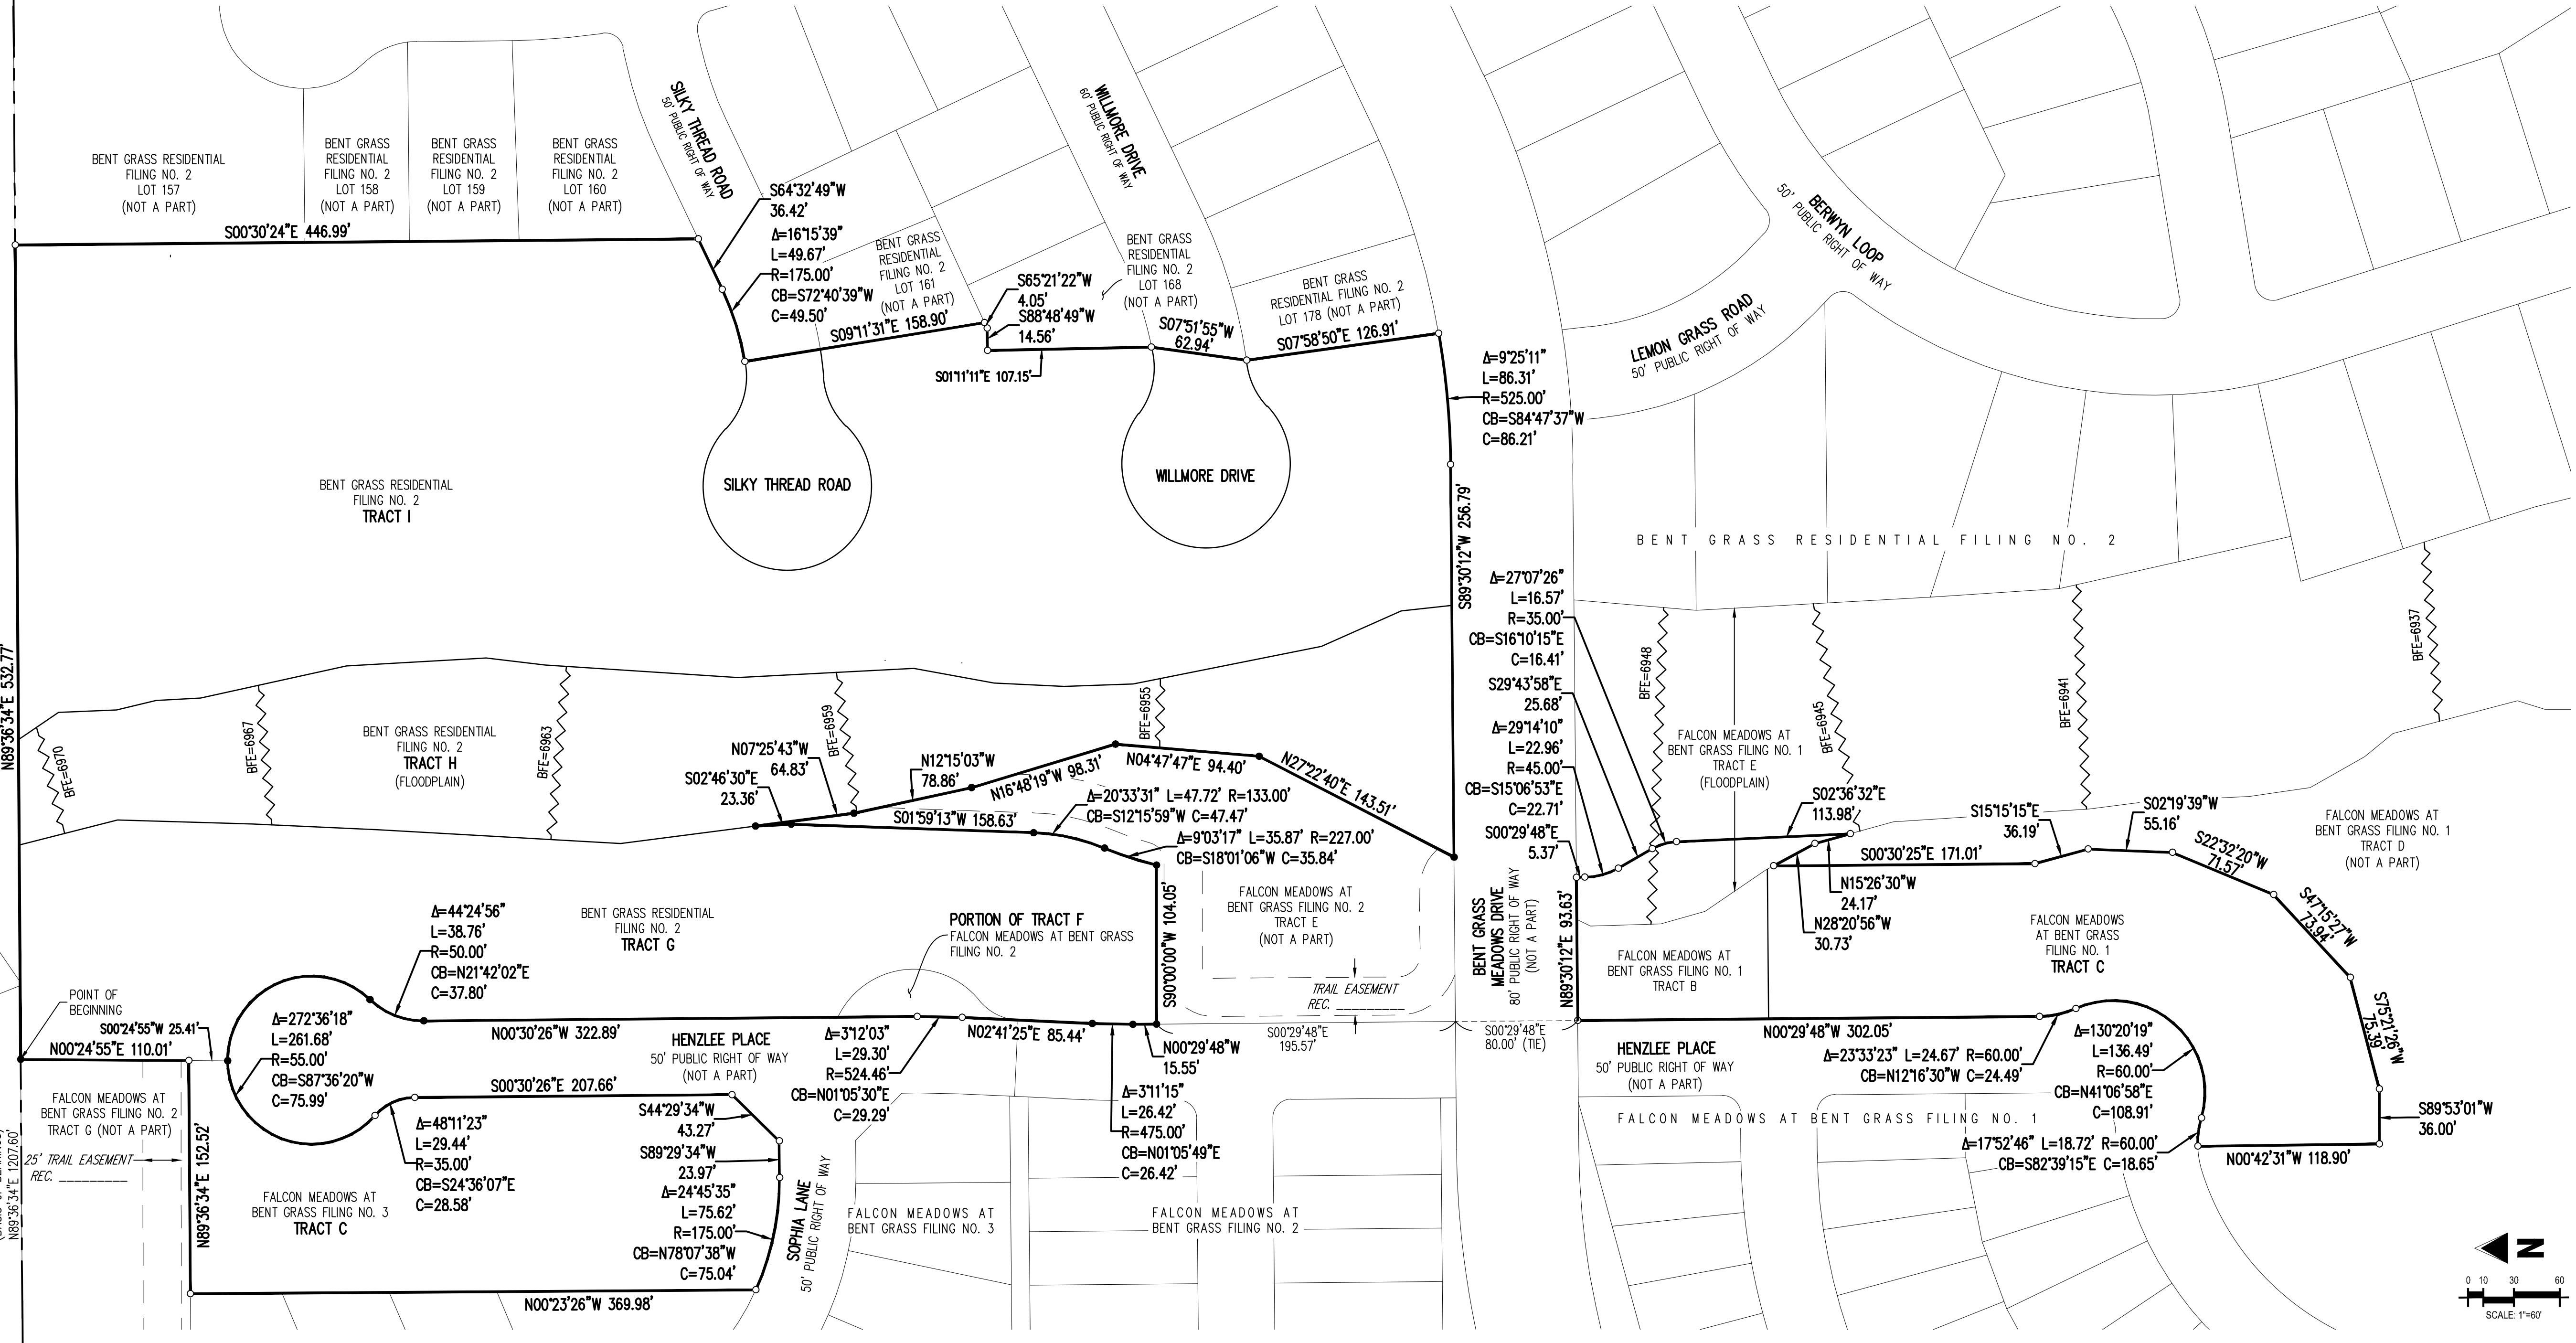 BENT GRASS RESIDENTIAL
FILING NO. 2
LOT 157
(NOT A PART)
BENT GRASS
RESIDENTIAL
FILING NO. 2
LOT 158
(NOT A PART)
BENT GRASS
RESIDENTIAL
FILING NO. 2
LOT 159
(NOT A PART)
BENT GRASS
RESIDENTIAL
FILING NO. 2
LOT 160
(NOT A PART)
S00°30'24"E 446.99'
SILKY THREAD ROAD
50' PUBLIC RIGHT OF WAY
S64°32'49"W
36.42'
Δ=16°15'39"
L=49.67'
R=175.00'
CB=S72°40'39"W
C=49.50'
BENT GRASS
RESIDENTIAL
FILING NO. 2
LOT 161
(NOT A PART)
S09°11'31"E 158.90'
WILLMORE DRIVE
60' PUBLIC RIGHT OF WAY
S65°21'22"W
4.05'
S88°48'49"W
14.56'
S01°11'11"E 107.15'
BENT GRASS
RESIDENTIAL
FILING NO. 2
LOT 168
(NOT A PART)
S07°51'55"W
62.94'
BENT GRASS
RESIDENTIAL FILING NO. 2
LOT 178 (NOT A PART)
S07°58'50"E 126.91'
Δ=9°25'11"
L=86.31'
R=525.00'
CB=S84°47'37"W
C=86.21'
LEMON GRASS ROAD
50' PUBLIC RIGHT OF WAY
BERWYN LOOP
50' PUBLIC RIGHT OF WAY
BENT GRASS RESIDENTIAL
FILING NO. 2
TRACT I
SILKY THREAD ROAD
WILLMORE DRIVE
S89°30'12"W 256.79'
BENT GRASS RESIDENTIAL FILING NO. 2
N89°36'34"E 532.77'
BFE=6970
BFE=6967
BFE=6963
BFE=6959
BFE=6955
BFE=6948
BFE=6945
BFE=6941
BFE=6937
BENT GRASS RESIDENTIAL
FILING NO. 2
TRACT H
(FLOODPLAIN)
S02°46'30"E
23.36'
N07°25'43"W
64.83'
N12°15'03"W
78.86'
N16°48'19"W 98.31'
N04°47'47"E 94.40'
N27°22'40"E 143.51'
S01°59'13"W 158.63'
Δ=20°33'31" L=47.72' R=133.00'
CB=S12°15'59"W C=47.47'
Δ=9°03'17" L=35.87' R=227.00'
CB=S18°01'06"W C=35.84'
Δ=27°07'26"
L=16.57'
R=35.00'
CB=S16°10'15"E
C=16.41'
S29°43'58"E
25.68'
Δ=29°14'10"
L=22.96'
R=45.00'
CB=S15°06'53"E
C=22.71'
S00°29'48"E
5.37'
FALCON MEADOWS AT
BENT GRASS FILING NO. 1
TRACT E
(FLOODPLAIN)
S02°36'32"E
113.98'
S15°15'15"E
36.19'
S02°19'39"W
55.16'
S22°32'20"W
71.57'
FALCON MEADOWS AT
BENT GRASS FILING NO. 1
TRACT D
(NOT A PART)
S00°30'25"E 171.01'
N15°26'30"W
24.17'
N28°20'56"W
30.73'
S47°15'27"W
73.94'
S75°21'26"W
75.39
S89°53'01"W
36.00'
FALCON MEADOWS
AT BENT GRASS
FILING NO. 1
TRACT C
FALCON MEADOWS AT
BENT GRASS FILING NO. 1
TRACT B
BENT GRASS
MEADOWS DRIVE
80' PUBLIC RIGHT OF WAY
(NOT A PART)
N89°30'12"E 93.63'
FALCON MEADOWS AT
BENT GRASS FILING NO. 2
TRACT E
(NOT A PART)
TRAIL EASEMENT
REC. __________
S90°00'00"W 104.05'
PORTION OF TRACT F
FALCON MEADOWS AT BENT GRASS
FILING NO. 2
BENT GRASS RESIDENTIAL
FILING NO. 2
TRACT G
Δ=44°24'56"
L=38.76'
R=50.00'
CB=N21°42'02"E
C=37.80'
POINT OF
BEGINNING
S00°24'55"W 25.41'
N00°24'55"E 110.01'
Δ=272°36'18"
L=261.68'
R=55.00'
CB=S87°36'20"W
C=75.99'
N00°30'26"W 322.89'
HENZLEE PLACE
50' PUBLIC RIGHT OF WAY
(NOT A PART)
Δ=3°12'03"
L=29.30'
R=524.46'
CB=N01°05'30"E
C=29.29'
N02°41'25"E 85.44'
N00°29'48"W
15.55'
Δ=3°11'15"
L=26.42'
R=475.00'
CB=N01°05'49"E
C=26.42'
S00°29'48"E
195.57'
S00°29'48"E
80.00' (TIE)
N00°29'48"W 302.05'
HENZLEE PLACE
50' PUBLIC RIGHT OF WAY
(NOT A PART)
Δ=23°33'23" L=24.67' R=60.00'
CB=N12°16'30"W C=24.49'
Δ=130°20'19"
L=136.49'
R=60.00'
CB=N41°06'58"E
C=108.91'
Δ=17°52'46" L=18.72' R=60.00'
CB=S82°39'15"E C=18.65'
N00°42'31"W 118.90'
FALCON MEADOWS AT BENT GRASS FILING NO. 1
S00°30'26"E 207.66'
Δ=48°11'23"
L=29.44'
R=35.00'
CB=S24°36'07"E
C=28.58'
S44°29'34"W
43.27'
S89°29'34"W
23.97'
Δ=24°45'35"
L=75.62'
R=175.00'
CB=N78°07'38"W
C=75.04'
SOPHIA LANE
50' PUBLIC RIGHT OF WAY
FALCON MEADOWS AT
BENT GRASS FILING NO. 3
FALCON MEADOWS AT
BENT GRASS FILING NO. 2
FALCON MEADOWS AT
BENT GRASS FILING NO. 2
TRACT G (NOT A PART)
25' TRAIL EASEMENT
REC. __________
N89°36'34"E 1207.60'
N89°36'34"E 152.52'
FALCON MEADOWS AT
BENT GRASS FILING NO. 3
TRACT C
N00°23'26"W 369.98'
N
0 10 30 60
SCALE: 1"=60'